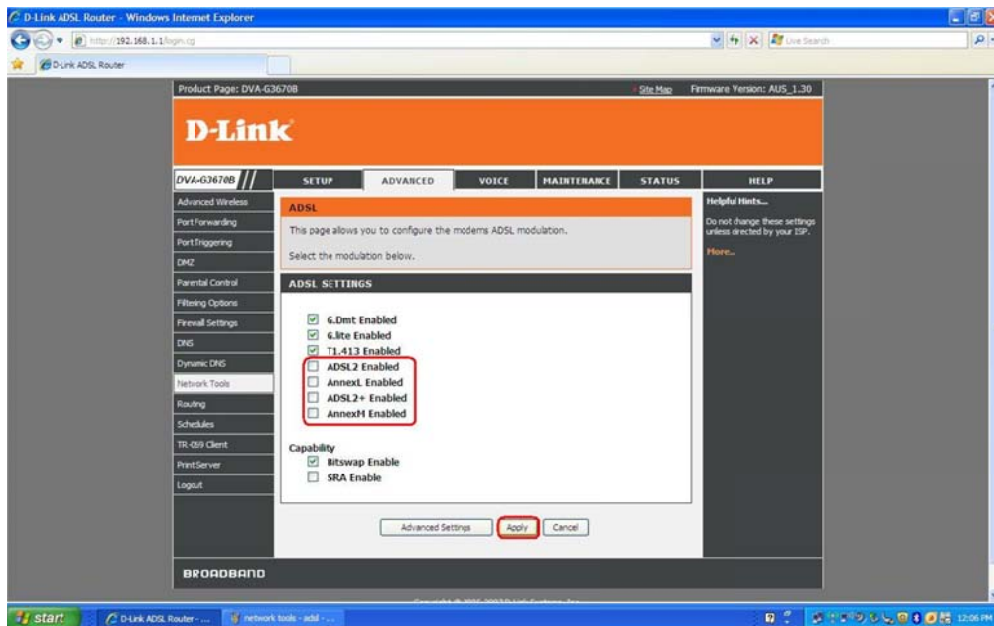 D-Link ADSL Router - Windows Internet Explorer
http://192.168.1.1/login.cgi
Live Search
D-Link ADSL Router
Product Page: DVA-G3670B
Site Map
Firmware Version: AUS_1.30
D-Link
DVA-G3670B
SETUP
ADVANCED
VOICE
MAINTENANCE
STATUS
HELP
Advanced Wireless
Port Forwarding
Port Triggering
DMZ
Parental Control
Filtering Options
Firewall Settings
DNS
Dynamic DNS
Network Tools
Routing
Schedules
TR-069 Client
Print Server
Logout
ADSL
This page allows you to configure the modems ADSL modulation.
Select the modulation below.
ADSL SETTINGS
G.Dmt Enabled
G.lite Enabled
T1.413 Enabled
ADSL2 Enabled
AnnexL Enabled
ADSL2+ Enabled
AnnexM Enabled
Capability
Bitswap Enable
SRA Enable
Advanced Settings
Apply
Cancel
Helpful Hints...
Do not change these settings
unless directed by your ISP.
More...
BROADBAND
start
D-Link ADSL Router- ...
network tools - adsl - ...
12:06 PM